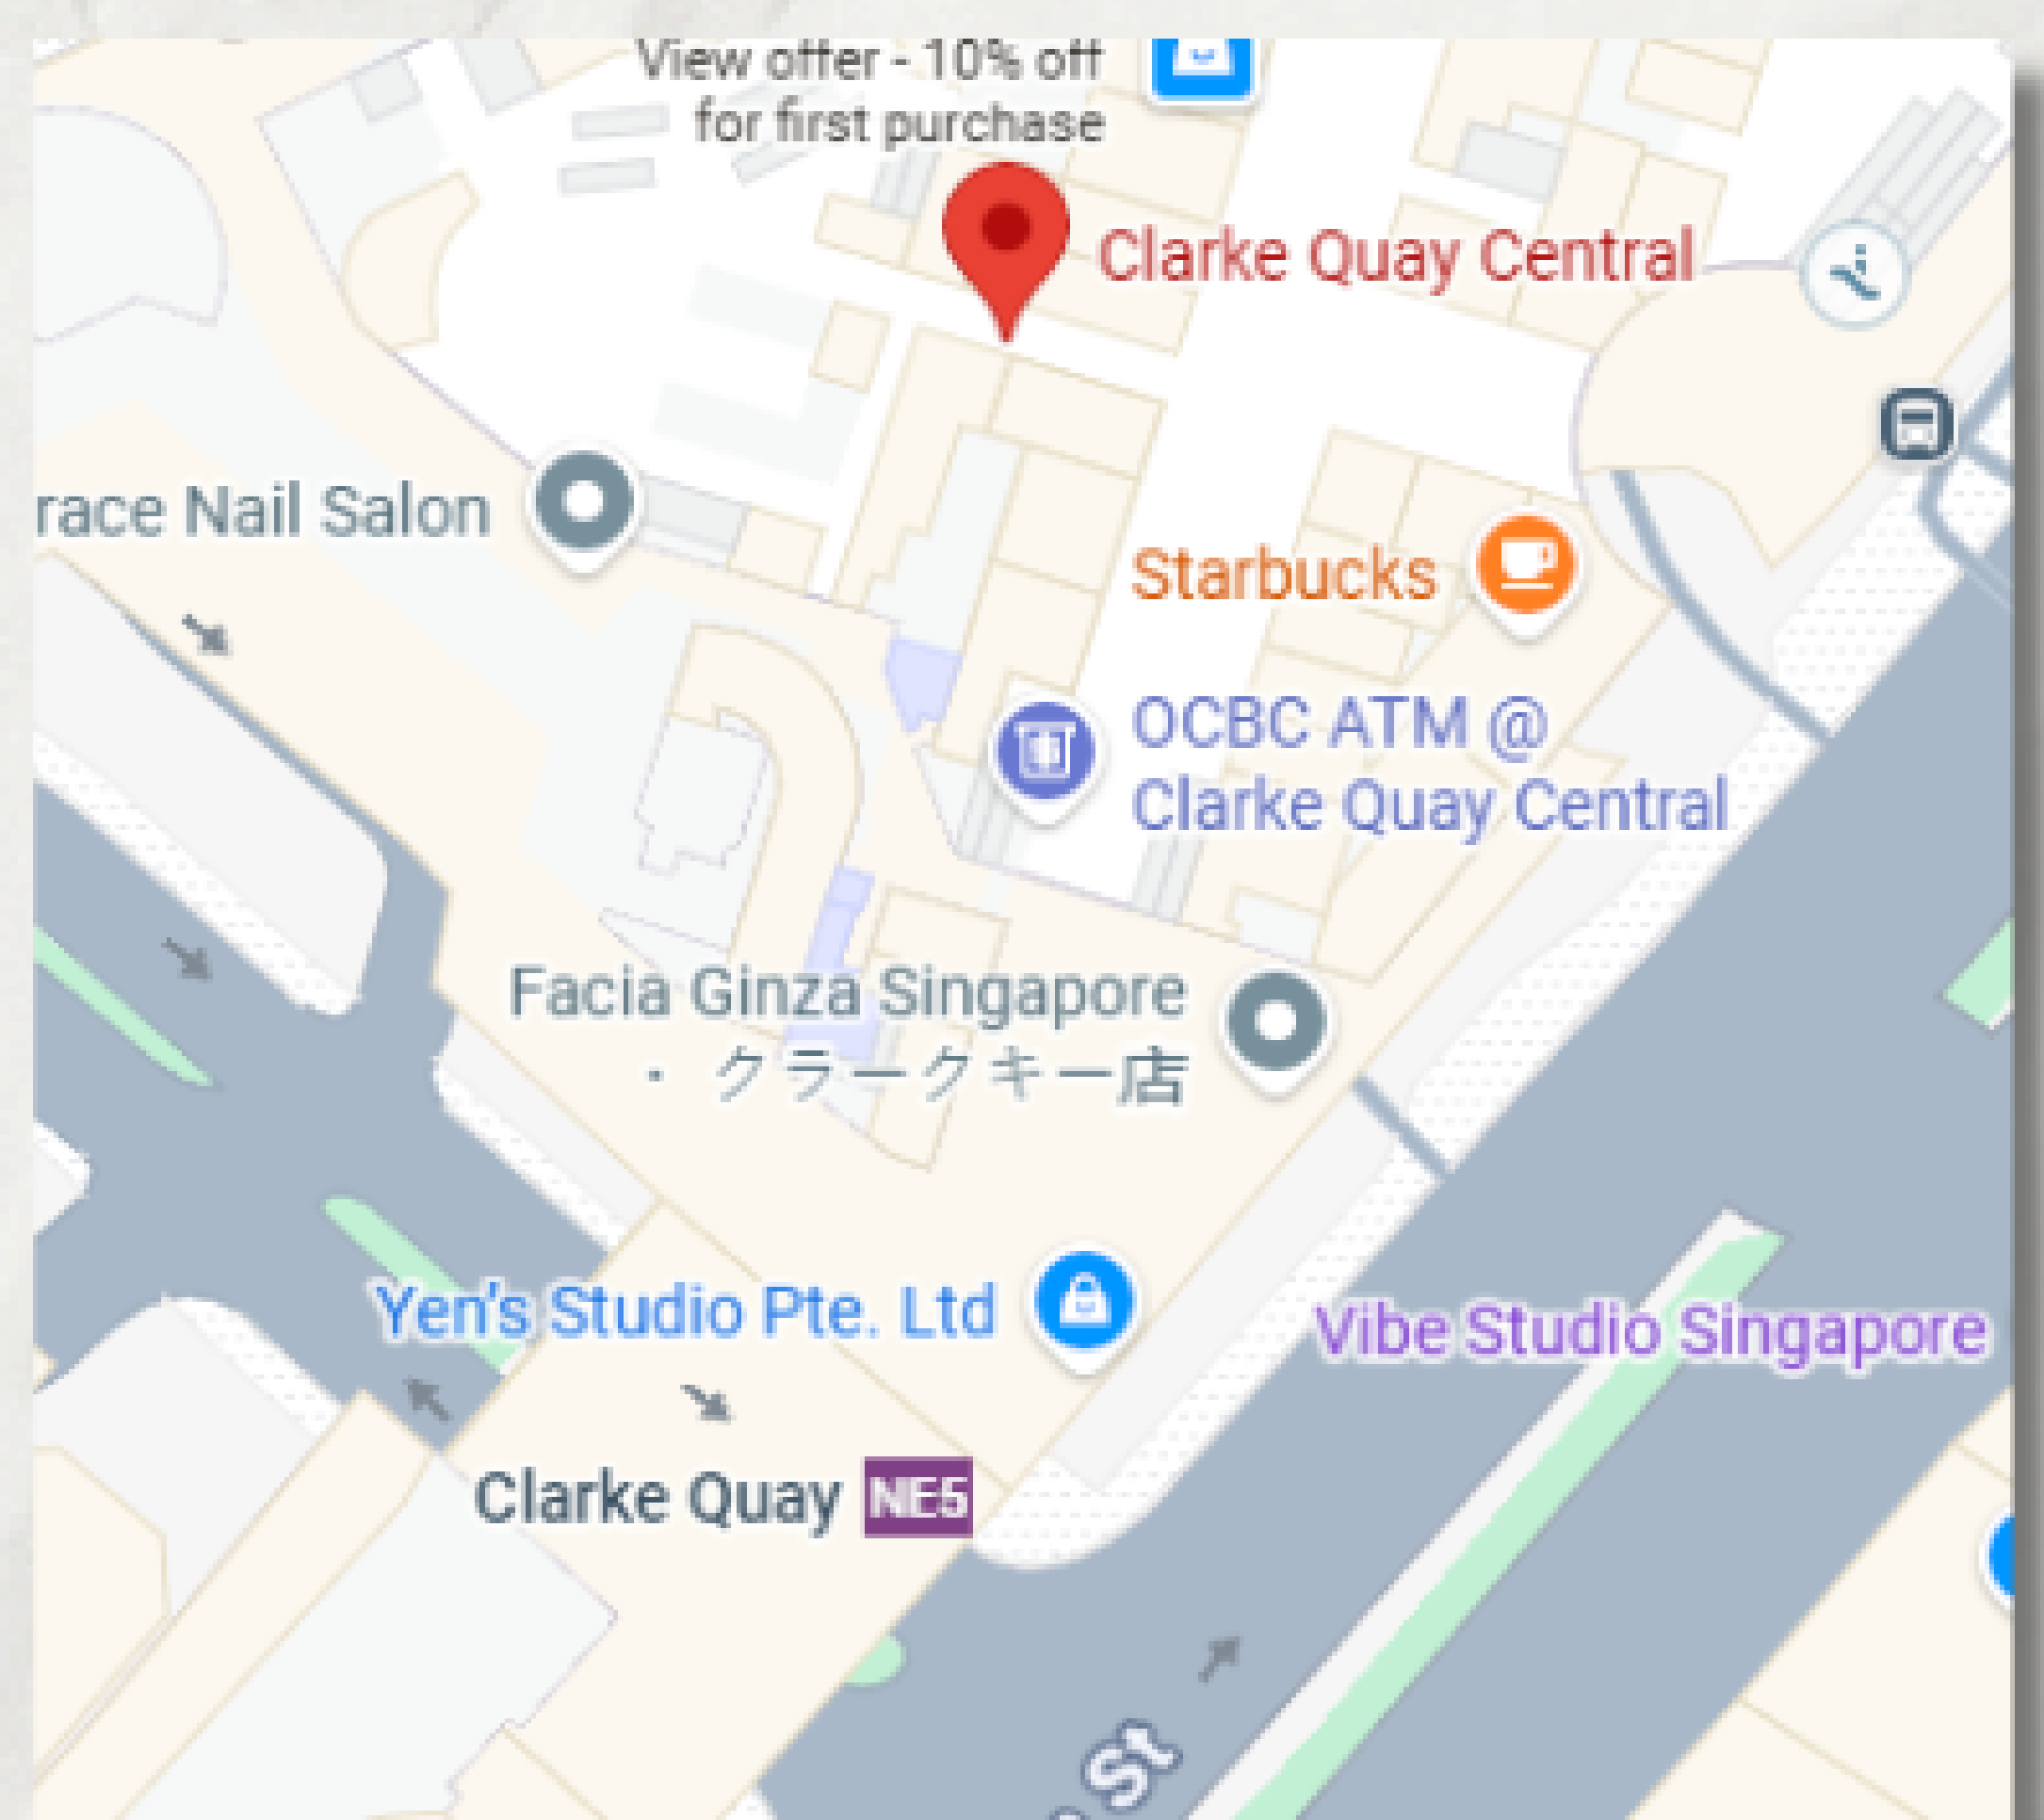 View offer - 10% off
for first purchase
Clarke Quay Central
Nail Salon
Starbucks
OCBC ATM @
Clarke Quay Central
Facia Ginza Singapore
・ クラークキー店
Yen's Studio Pte. Ltd
Vibe Studio Singapore
Clarke Quay NE5
St